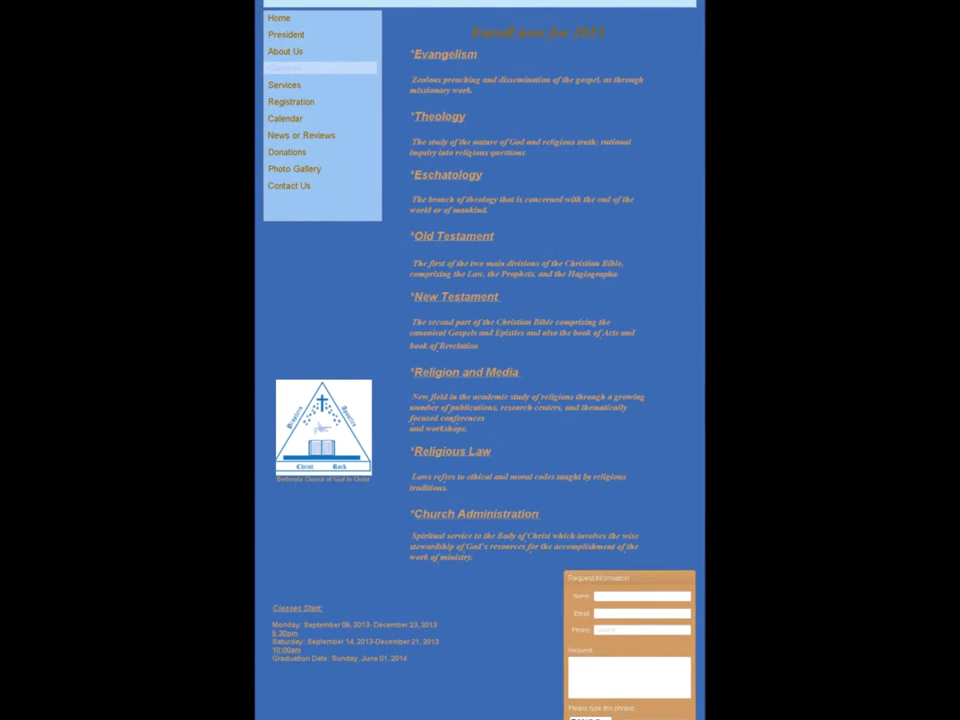 Home
President
About Us
Services
Registration
Calendar
News or Reviews
Donations
Photo Gallery
Contact Us
Enroll now for 2013
*Evangelism
Zealous preaching and dissemination of the gospel, as through
missionary work.
*Theology
The study of the nature of God and religious truth; rational
inquiry into religious questions
*Eschatology
The branch of theology that is concerned with the end of the
world or of mankind.
*Old Testament
The first of the two main divisions of the Christian Bible,
comprising the Law, the Prophets, and the Hagiographa.
*New Testament
The second part of the Christian Bible comprising the
canonical Gospels and Epistles and also the book of Acts and
book of Revelation
*Religion and Media
New field in the academic study of religions through a growing
number of publications, research centers, and thematically
focused conferences
and workshops.
*Religious Law
Laws refers to ethical and moral codes taught by religious
traditions.
*Church Administration
Spiritual service to the Body of Christ which involves the wise
stewardship of God's resources for the accomplishment of the
work of ministry.
Prophets
Apostles
Christ Rock
Church of God In Christ
Classes Start:
Monday: September 09, 2013- December 23, 2013
5:30pm
Saturday: September 14, 2013-December 21, 2013
10:00am
Graduation Date: Sunday, June 01, 2014
Request Information
Name:
Email:
Phone:
Request:
Please type this phrase: